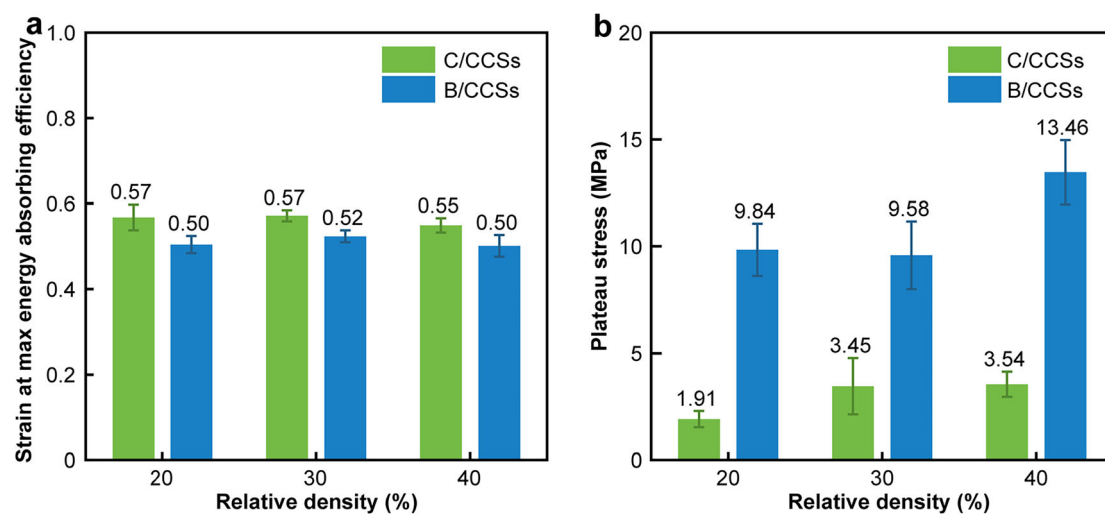 a
Strain at max energy absorbing efficiency
1.0
0.8
0.6
0.4
0.2
0
C/CCSs
B/CCSs
0.57
0.50
0.57
0.52
0.55
0.50
20
30
40
Relative density (%)
b
Plateau stress (MPa)
20
15
10
5
0
C/CCSs
B/CCSs
1.91
9.84
3.45
9.58
3.54
13.46
20
30
40
Relative density (%)